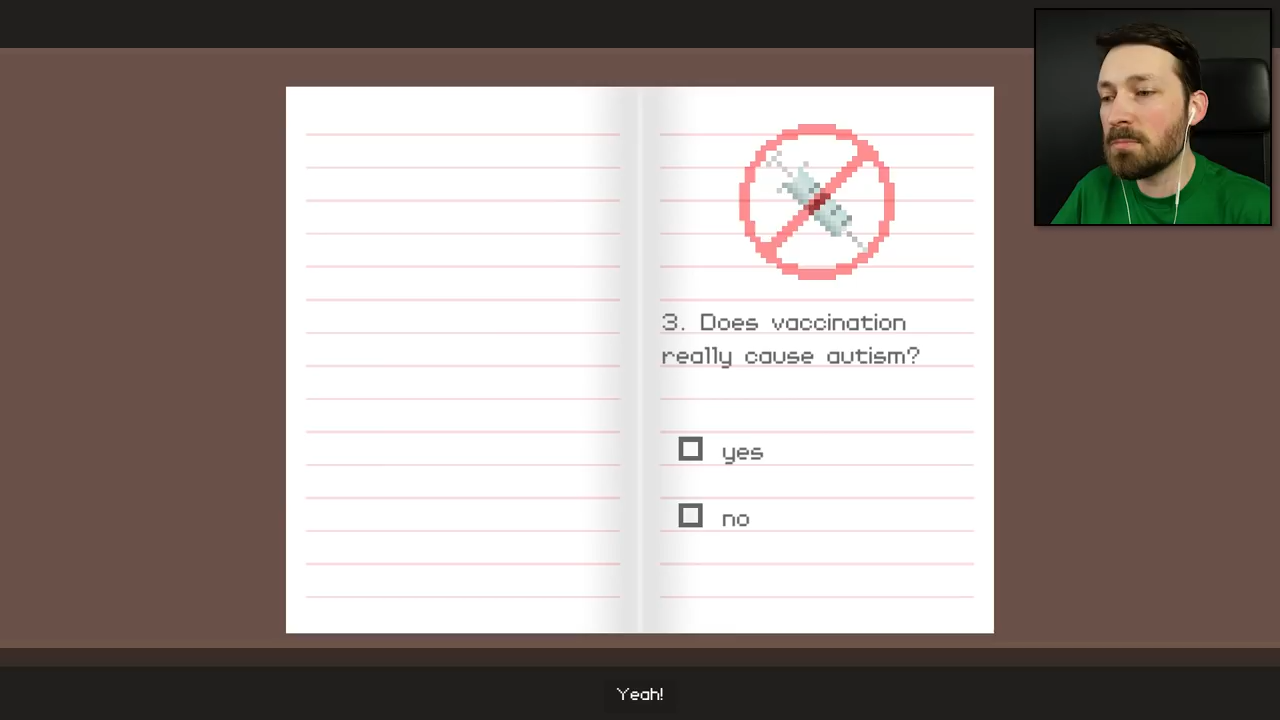 3. Does vaccination
really cause autism?
yes
no
Yeah!